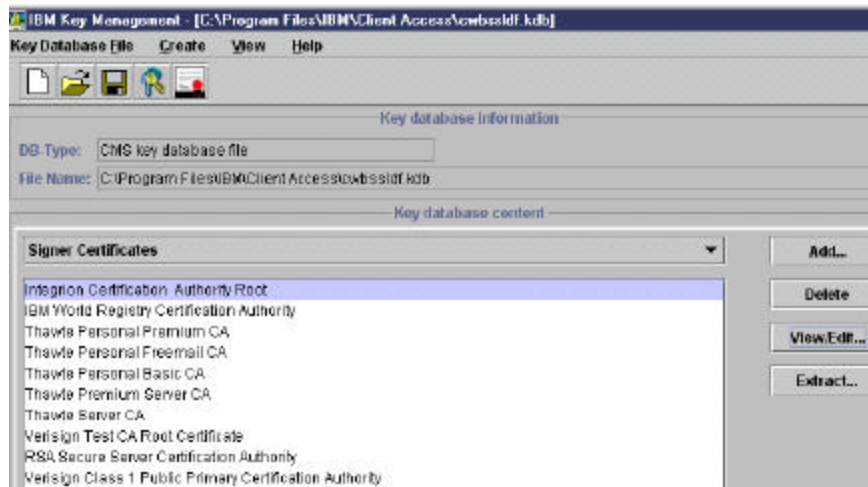 IBM Key Management - [C:\Program Files\IBM\Client Access\cwbssldf.kdb]
Key Database File Create View Help
Key database information
DB-Type: CMS key database file
File Name: C:\Program Files\IBM\Client Access\cwbssldf.kdb
Key database content
Signer Certificates
Add...
Integrion Certification Authority Root
Delete
IBM World Registry Certification Authority
Thawte Personal Premium CA
View/Edit...
Thawte Personal Freemail CA
Thawte Personal Basic CA
Extract...
Thawte Premium Server CA
Thawte Server CA
Verisign Test CA Root Certificate
RSA Secure Server Certification Authority
Verisign Class 1 Public Primary Certification Authority